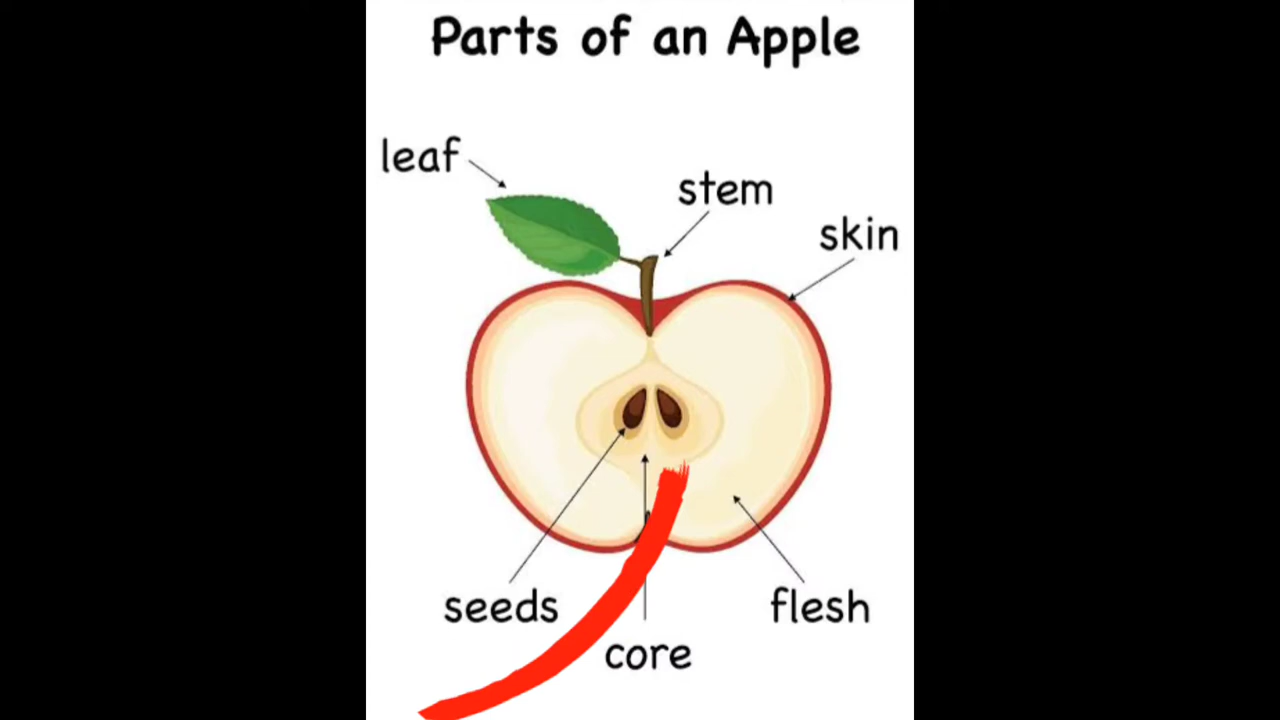 Parts of an Apple
leaf
stem
skin
seeds
flesh
core